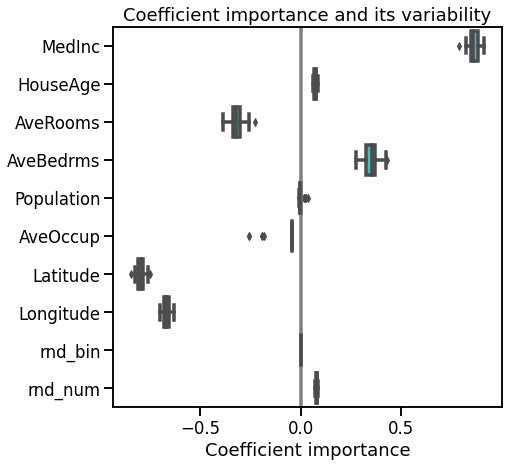 Coefficient importance and its variability
MedInc
HouseAge
AveRooms
AveBedrms
Population
AveOccup
Latitude
Longitude
rnd_bin
rnd_num
−0.5 0.0 0.5
Coefficient importance